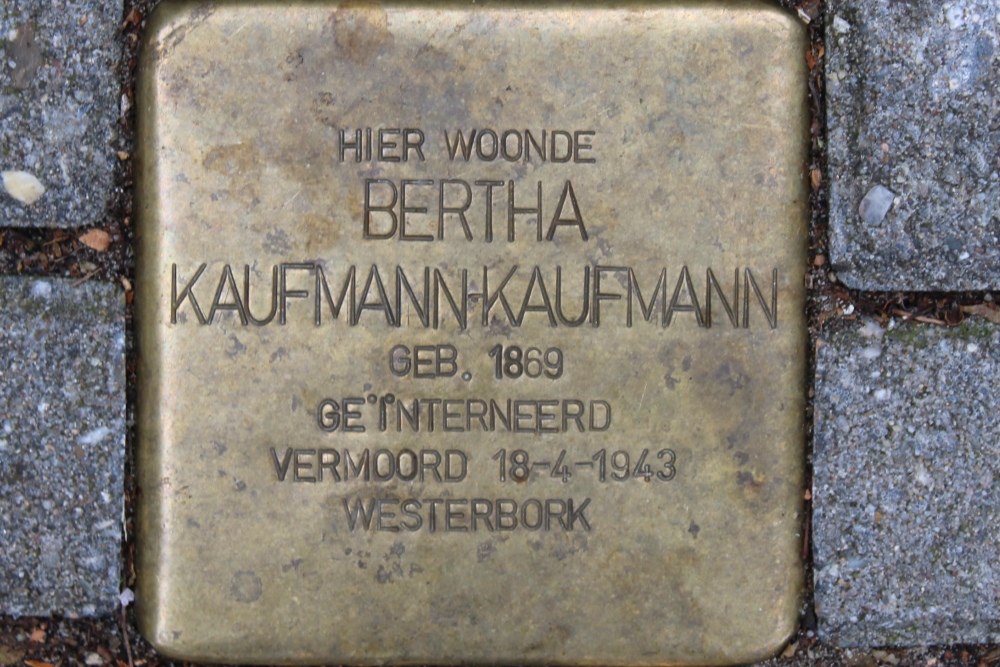 HIER WOONDE
BERTHA
KAUFMANN-KAUFMANN
GEB. 1869
GEÏNTERNEERD
VERMOORD 18-4-1943
WESTERBORK